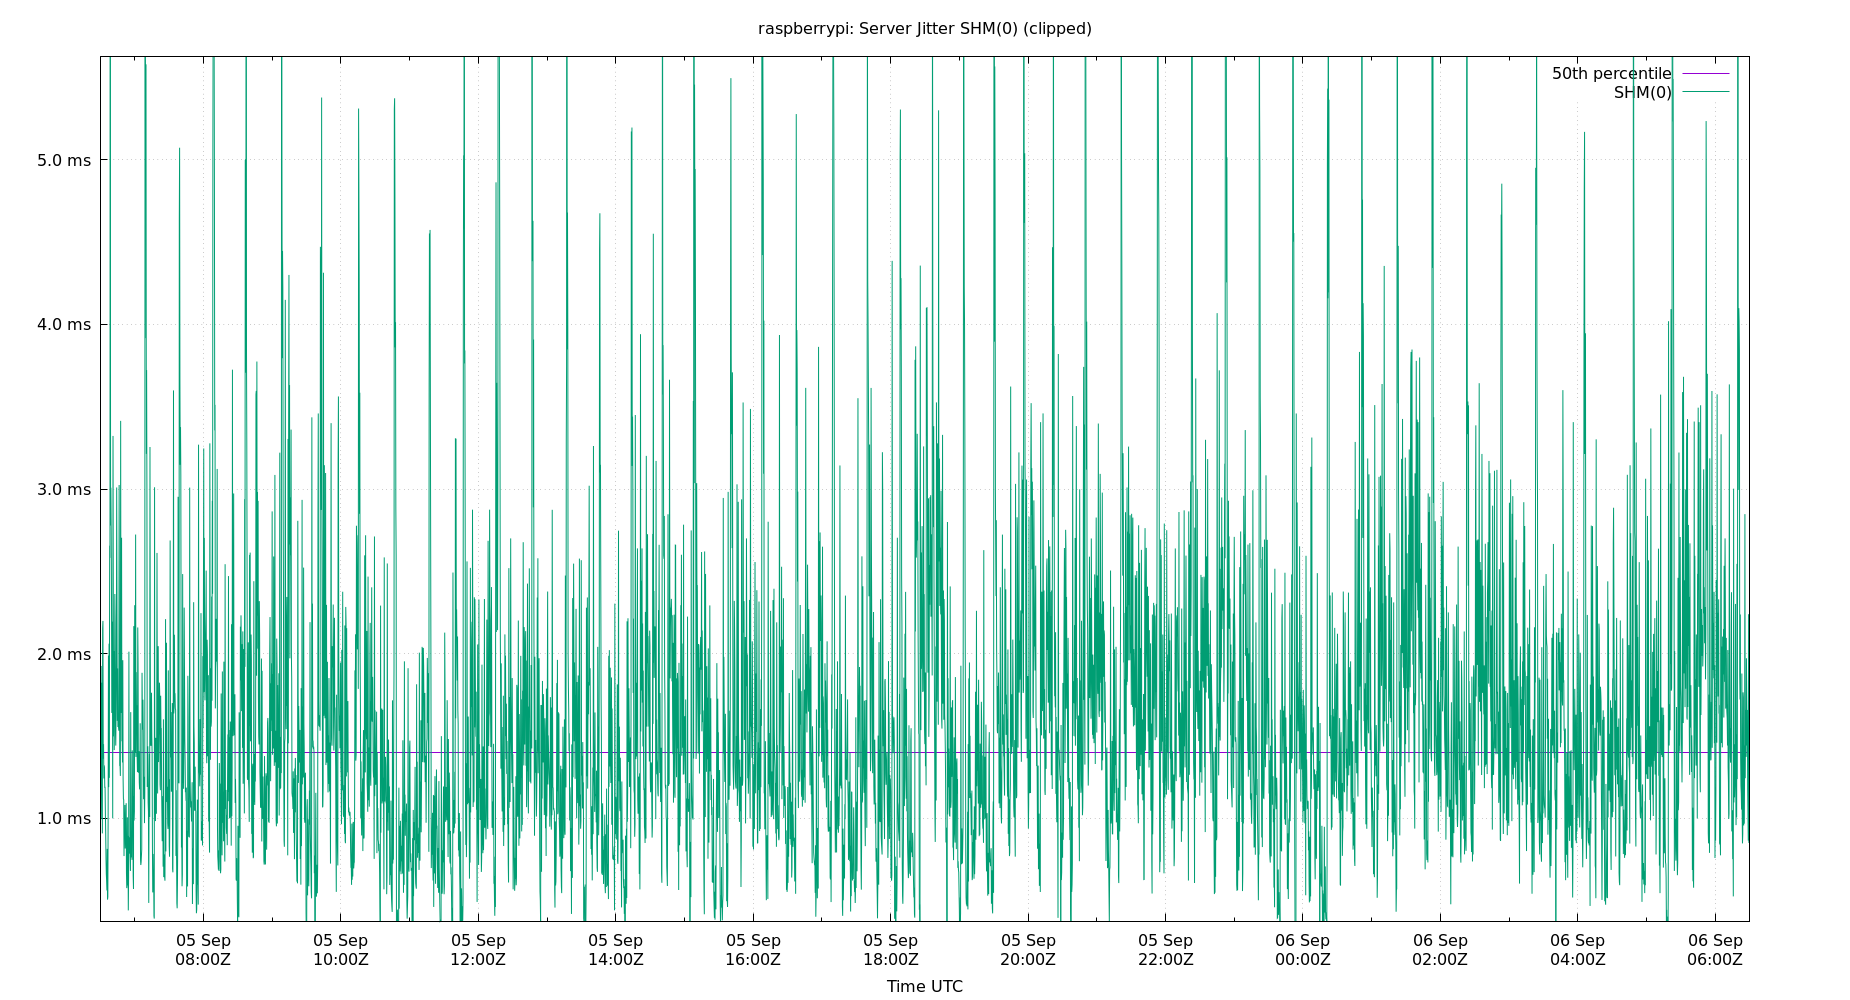 raspberrypi: Server Jitter SHM(0) (clipped)
50th percentile
SHM(0)
5.0 ms
4.0 ms
3.0 ms
2.0 ms
1.0 ms
05 Sep 05 Sep 05 Sep 05 Sep 05 Sep 05 Sep 05 Sep 05 Sep 06 Sep 06 Sep 06 Sep 06 Sep
08:00Z 10:00Z 12:00Z 14:00Z 16:00Z 18:00Z 20:00Z 22:00Z 00:00Z 02:00Z 04:00Z 06:00Z
Time UTC